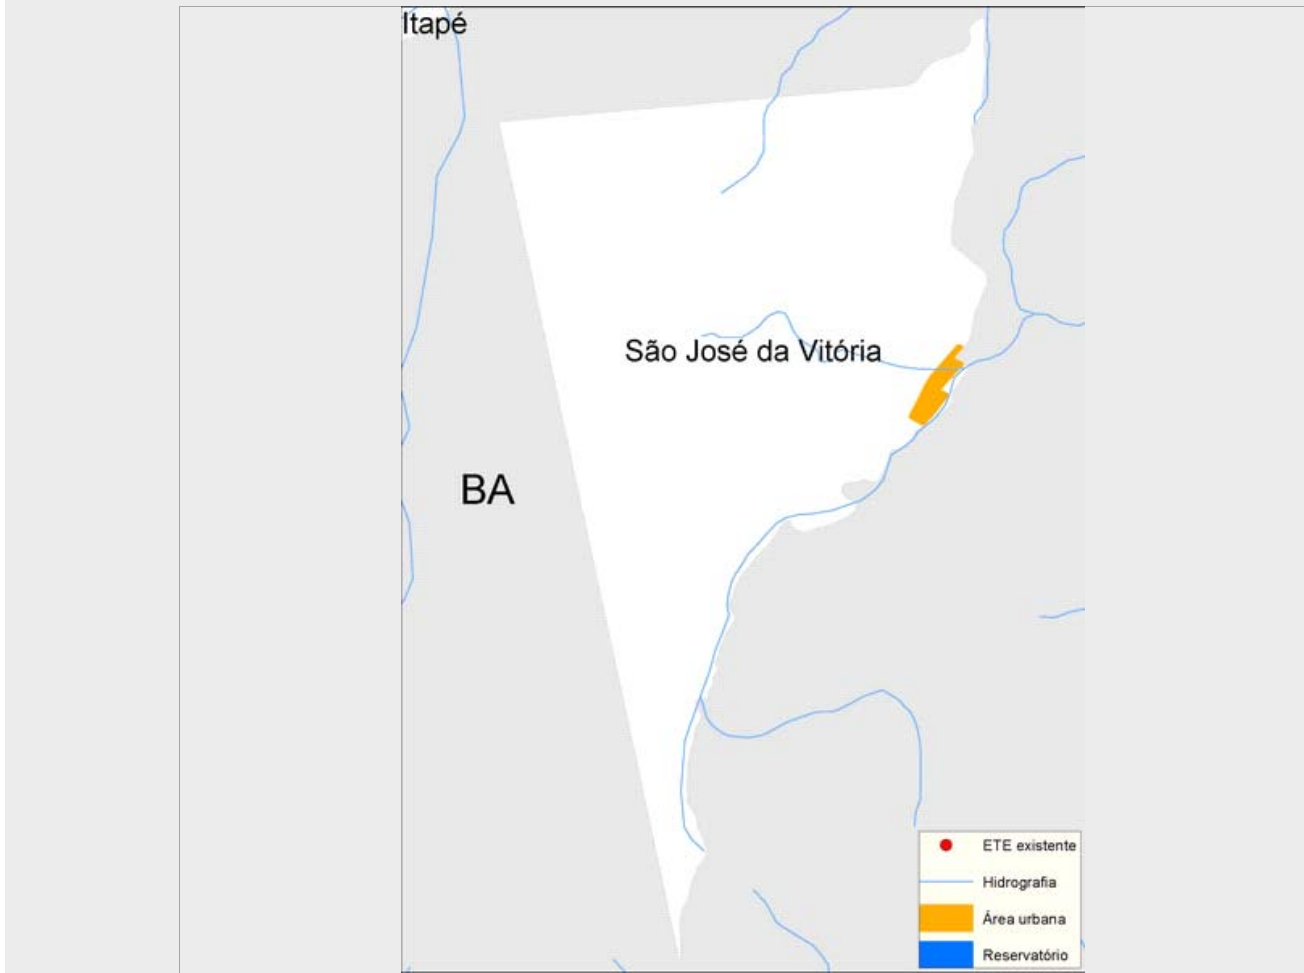 Itapé
São José da Vitória
BA
ETE existente
Hidrografia
Área urbana
Reservatório